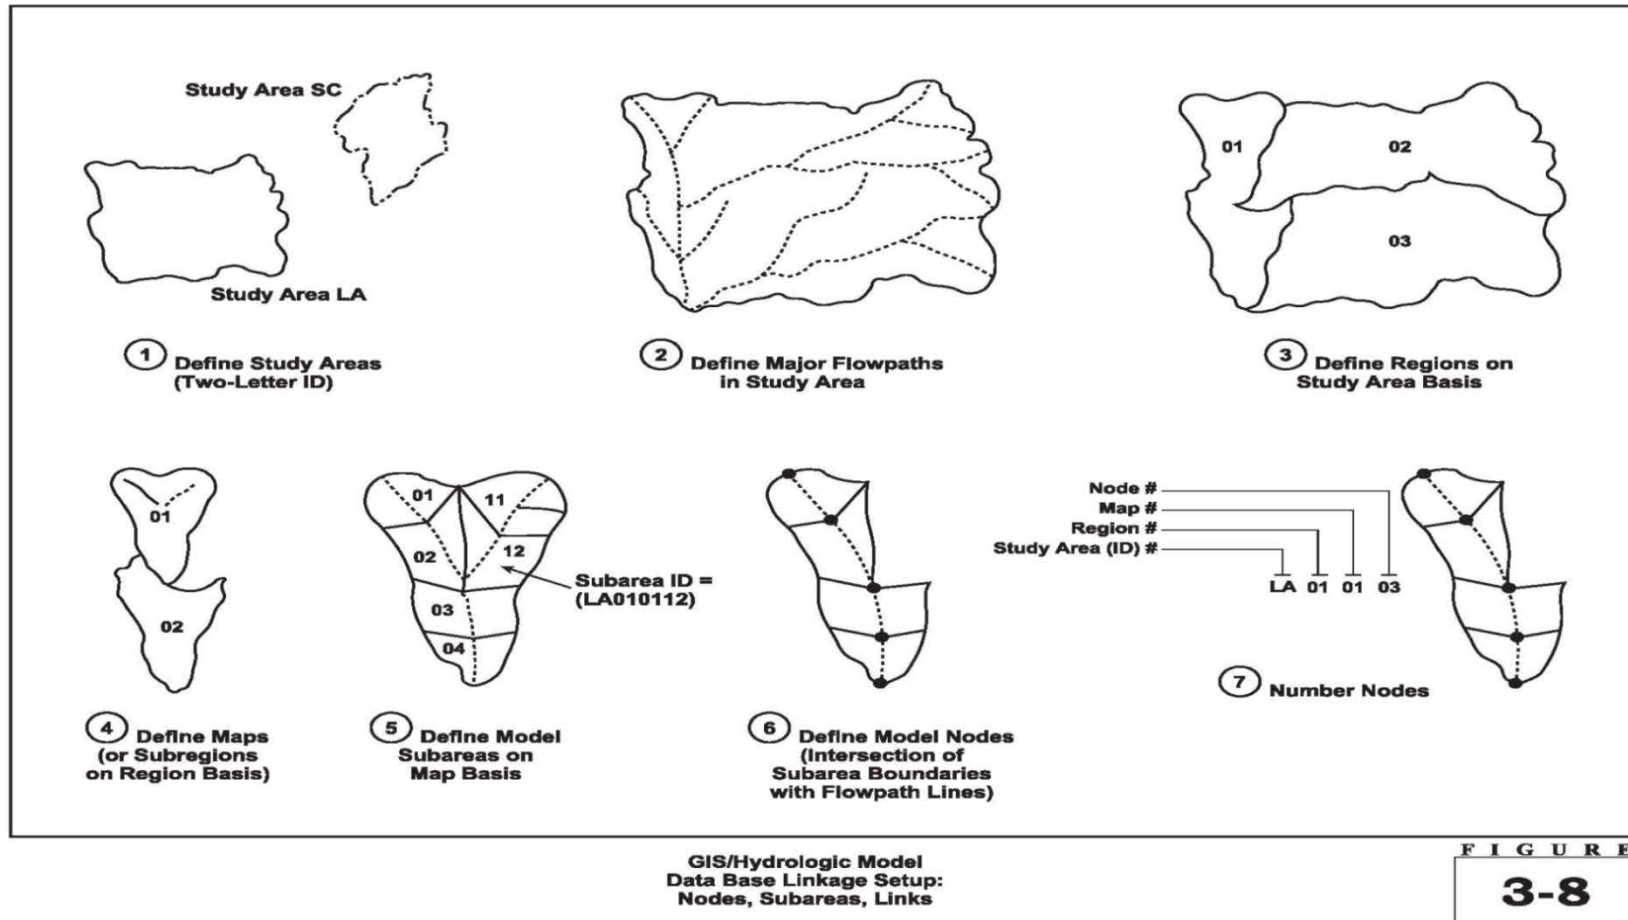 Study Area SC
Study Area LA
1 Define Study Areas
(Two-Letter ID)
2 Define Major Flowpaths
in Study Area
01
02
03
3 Define Regions on
Study Area Basis
01
02
4 Define Maps
(or Subregions
on Region Basis)
01
11
02
12
03
04
Subarea ID =
(LA010112)
5 Define Model
Subareas on
Map Basis
6 Define Model Nodes
(Intersection of
Subarea Boundaries
with Flowpath Lines)
Node #
Map #
Region #
Study Area (ID) #
LA 01 01 03
7 Number Nodes
GIS/Hydrologic Model
Data Base Linkage Setup:
Nodes, Subareas, Links
FIGURE
3-8